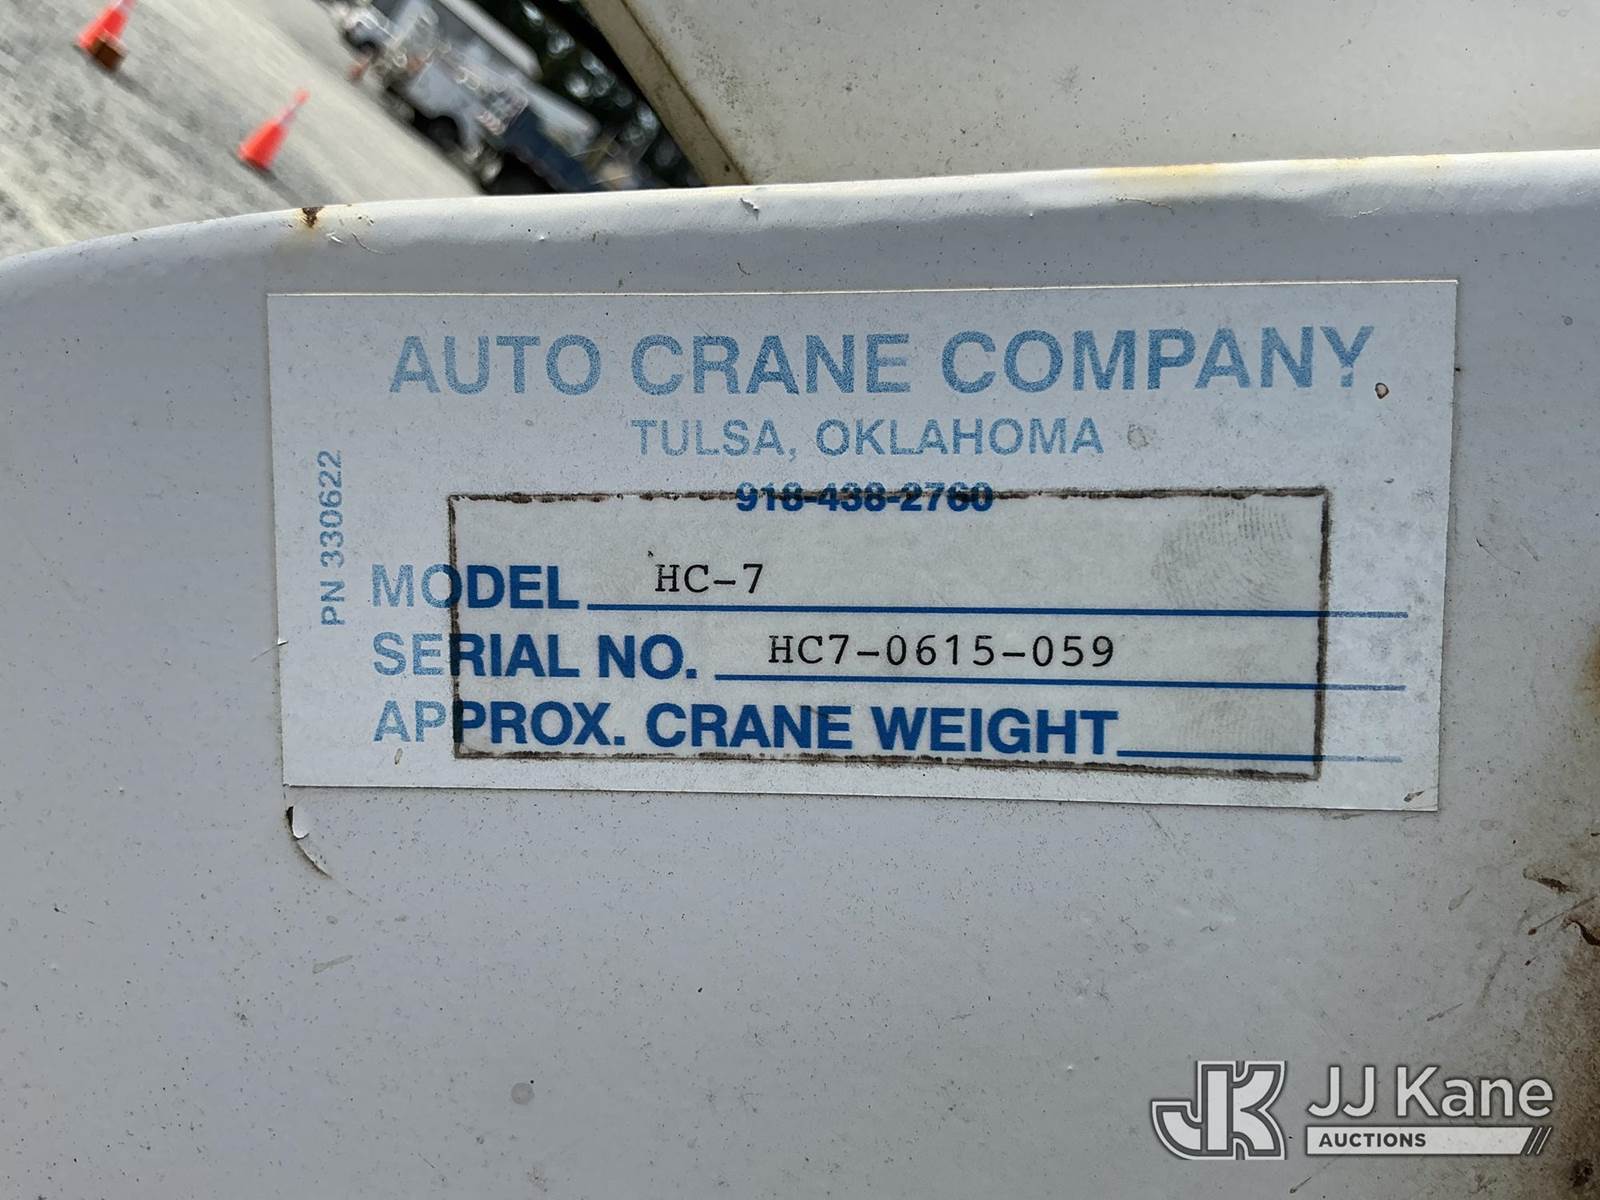 AUTO CRANE COMPANY
TULSA, OKLAHOMA
918-438-2760
PN 330622
MODEL HC-7
SERIAL NO. HC7-0615-059
APPROX. CRANE WEIGHT
JK JJ Kane
AUCTIONS